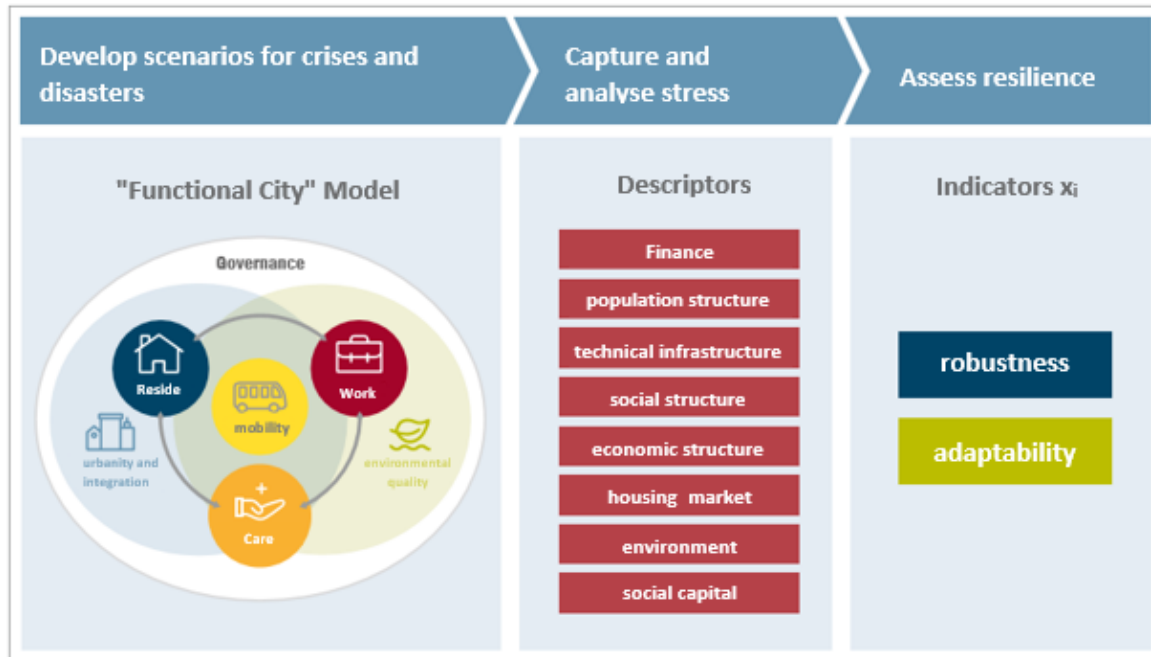 Develop scenarios for crises and
disasters
Capture and
analyse stress
Assess resilience
"Functional City" Model
Governance
Reside
Work
mobility
urbanity and
integration
environmental
quality
Care
Descriptors
Finance
population structure
technical infrastructure
social structure
economic structure
housing market
environment
social capital
Indicators xᵢ
robustness
adaptability